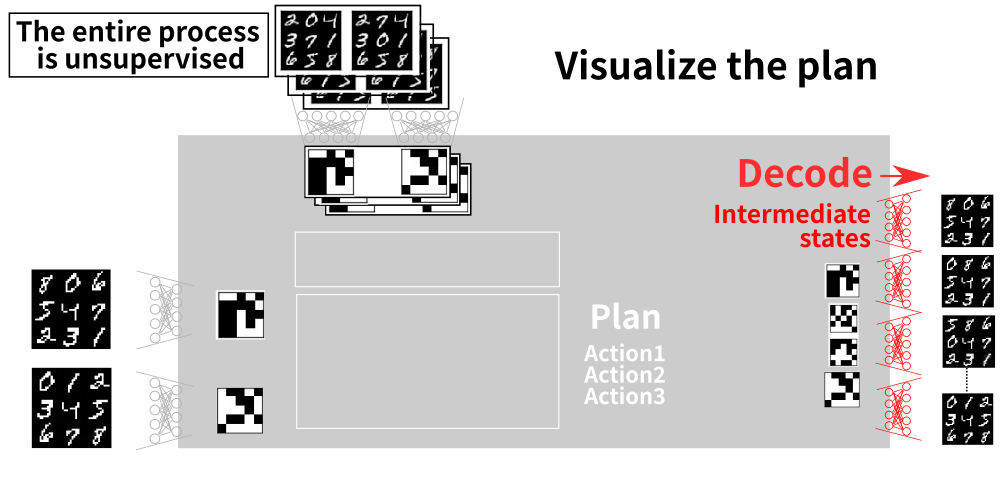 The entire process
is unsupervised
2 0 4 2 7 4
3 7 1 3 0 1
6 5 8 6 5 8
Visualize the plan
Decode
Intermediate
states
8 0 6
5 4 7
2 3 1
0 8 6
5 4 7
2 3 1
5 8 6
0 4 7
2 3 1
0 1 2
3 4 5
6 7 8
8 0 6
5 4 7
2 3 1
0 1 2
3 4 5
6 7 8
Plan
Action1
Action2
Action3